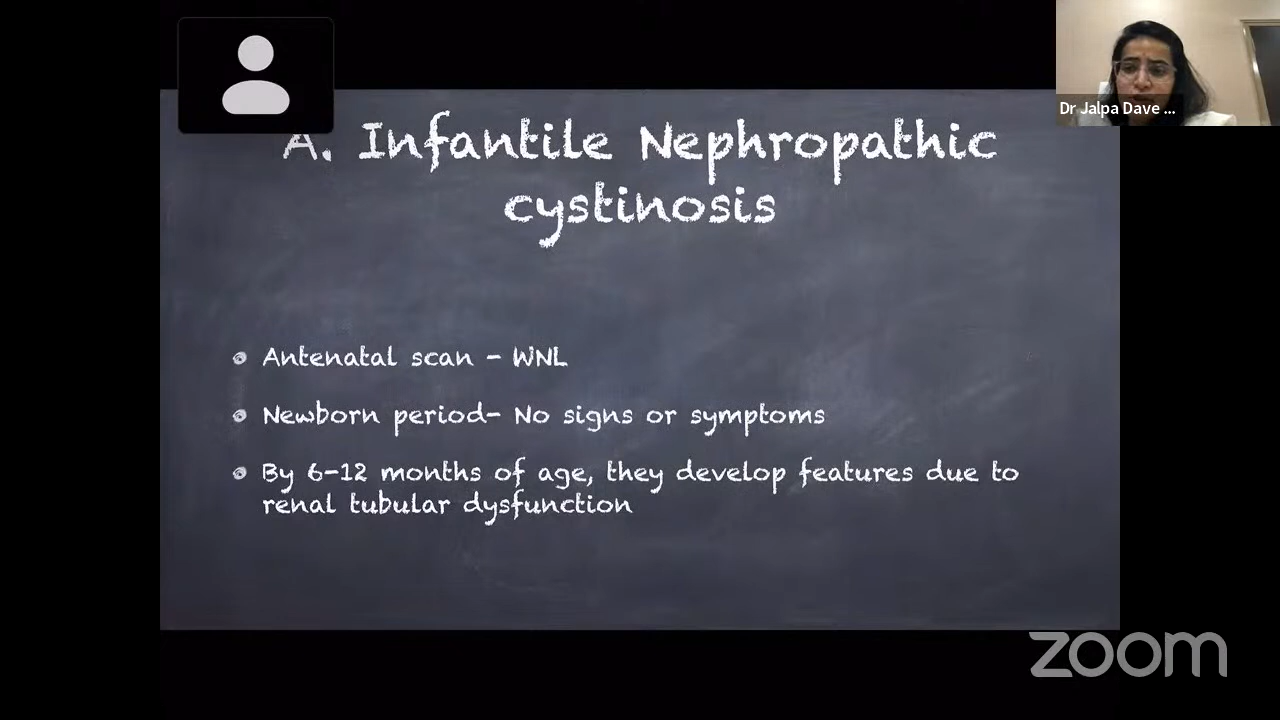 Dr Jalpa Dave ...
A. Infantile Nephropathic
cystinosis
Antenatal scan - WNL
Newborn period- No signs or symptoms
By 6-12 months of age, they develop features due to
renal tubular dysfunction
zoom